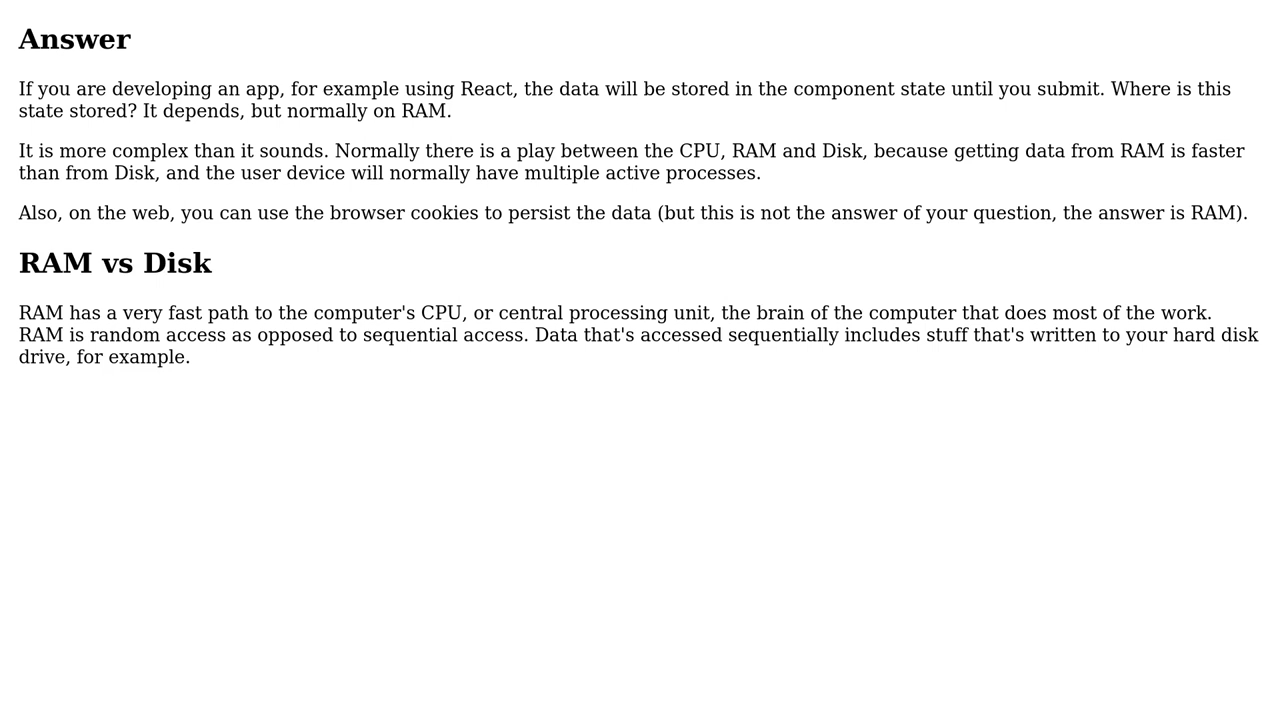 Answer
If you are developing an app, for example using React, the data will be stored in the component state until you submit. Where is this
state stored? It depends, but normally on RAM.
It is more complex than it sounds. Normally there is a play between the CPU, RAM and Disk, because getting data from RAM is faster
than from Disk, and the user device will normally have multiple active processes.
Also, on the web, you can use the browser cookies to persist the data (but this is not the answer of your question, the answer is RAM).
RAM vs Disk
RAM has a very fast path to the computer's CPU, or central processing unit, the brain of the computer that does most of the work.
RAM is random access as opposed to sequential access. Data that's accessed sequentially includes stuff that's written to your hard disk
drive, for example.